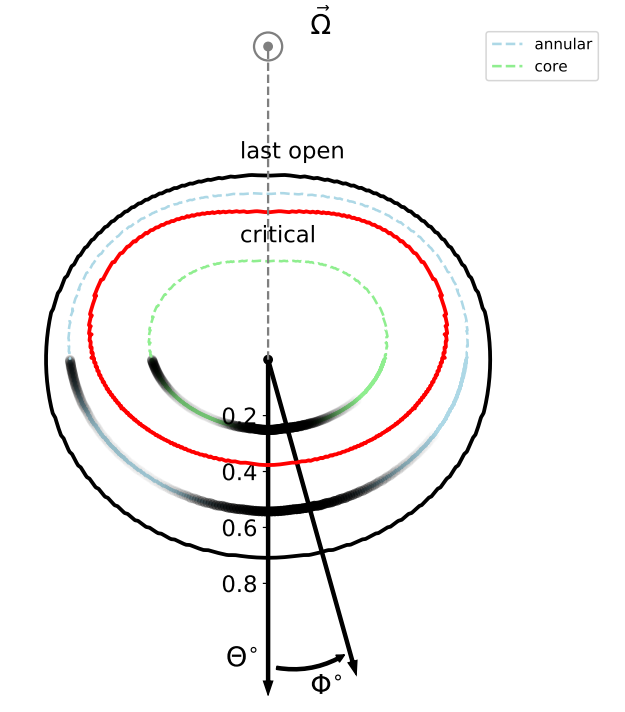 Ω⃗
annular
core
last open
critical
0.2
0.4
0.6
0.8
Θ°
Φ°